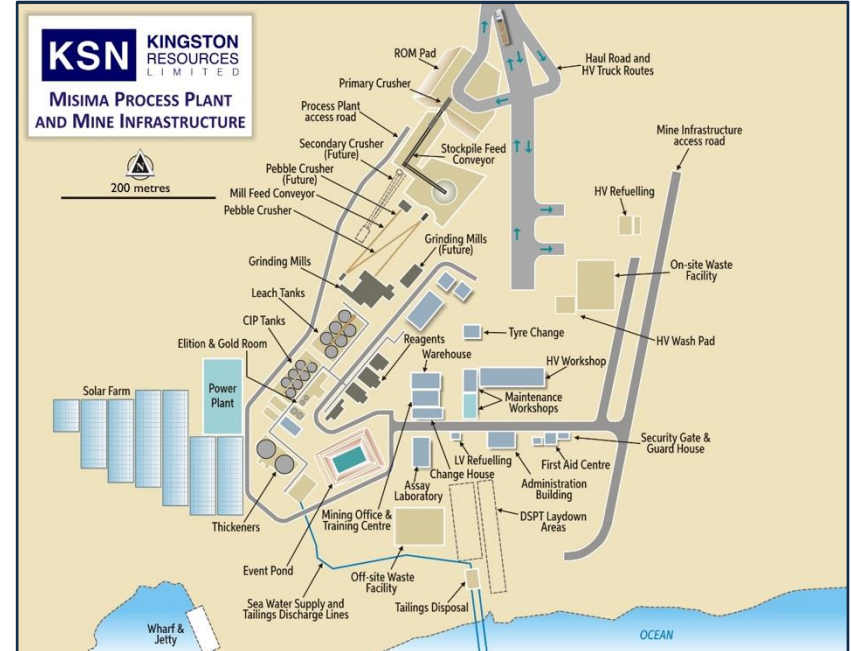 KSN
KINGSTON
RESOURCES
LIMITED
MISIMA PROCESS PLANT
AND MINE INFRASTRUCTURE
200 metres
ROM Pad
Primary Crusher
Process Plant
access road
Secondary Crusher
(Future)
Pebble Crusher
(Future)
Mill Feed Conveyor
Pebble Crusher
Stockpile Feed
Conveyor
Haul Road and
HV Truck Routes
Mine Infrastructure
access road
HV Refuelling
Grinding Mills
(Future)
Grinding Mills
On-site Waste
Facility
Leach Tanks
CIP Tanks
Elition & Gold Room
Reagents
Warehouse
Tyre Change
HV Wash Pad
HV Workshop
Maintenance
Workshops
Solar Farm
Power
Plant
Security Gate &
Guard House
First Aid Centre
LV Refuelling
Change House
Administration
Building
Assay
Laboratory
Mining Office &
Training Centre
DSPT Laydown
Areas
Thickeners
Event Pond
Off-site Waste
Facility
Sea Water Supply and
Tailings Discharge Lines
Tailings Disposal
Wharf &
Jetty
OCEAN